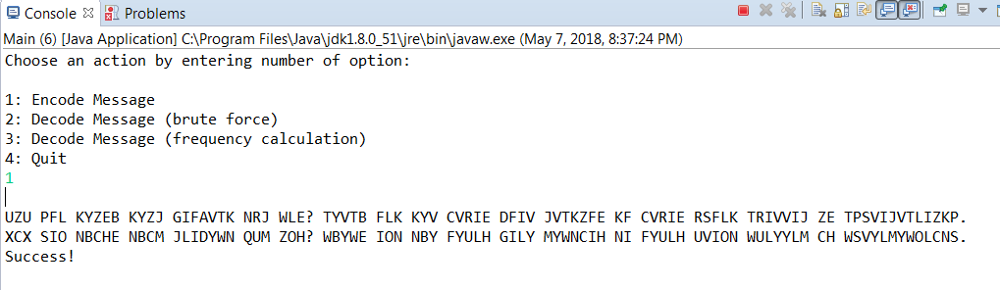 Console Problems
Main (6) [Java Application] C:\Program Files\Java\jdk1.8.0_51\jre\bin\javaw.exe (May 7, 2018, 8:37:24 PM)
Choose an action by entering number of option:
1: Encode Message
2: Decode Message (brute force)
3: Decode Message (frequency calculation)
4: Quit
1
UZU PFL KYZEB KYZJ GIFAVTK NRJ WLE? TYVTB FLK KYV CVRIE DFIV JVTKZFE KF CVRIE RSFLK TRIVVIJ ZE TPSVIJVTLIZKP.
XCX SIO NBCHE NBCM JLIDYWN QUM ZOH? WBYWE ION NBY FYULH GILY MYWNCIH NI FYULH UVION WULYYLM CH WSVYLMYWOLCNS.
Success!